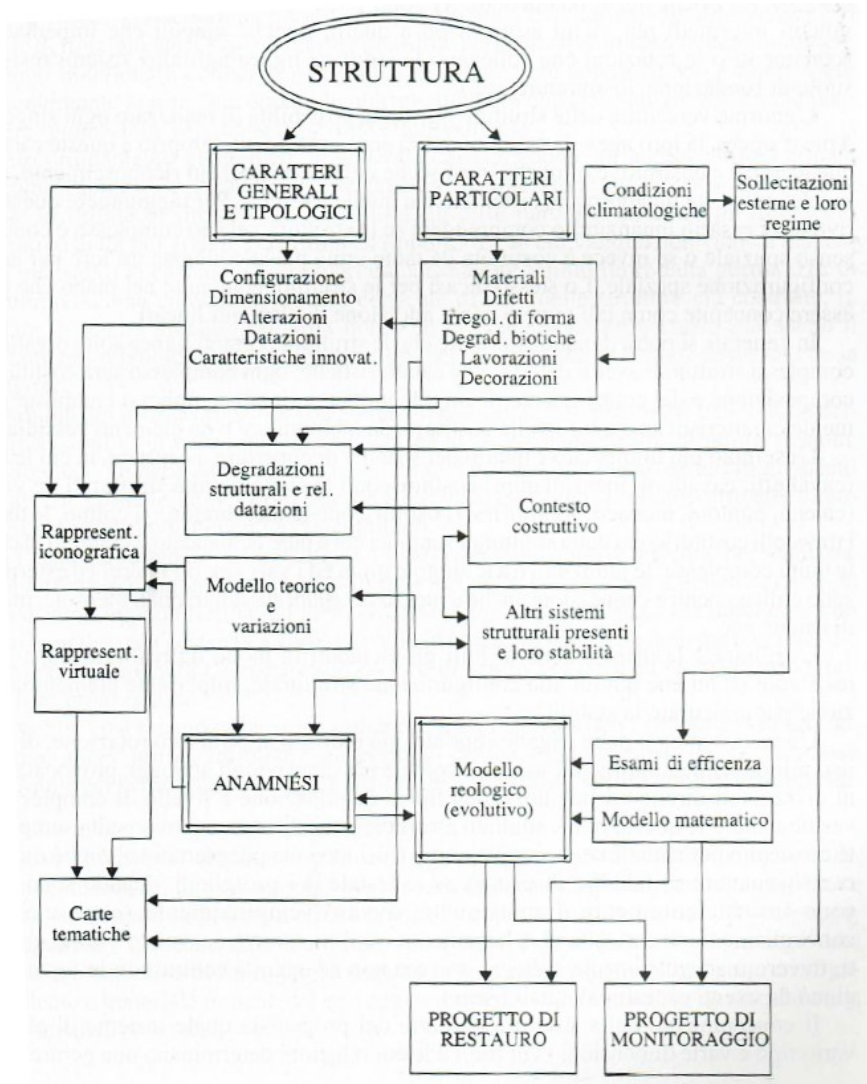 STRUTTURA
CARATTERI
GENERALI
E TIPOLOGICI
CARATTERI
PARTICOLARI
Condizioni
climatologiche
Sollecitazioni
esterne e loro
regime
Configurazione
Dimensionamento
Alterazioni
Datazioni
Caratteristiche innovat.
Materiali
Difetti
Irregol. di forma
Degrad. biotiche
Lavorazioni
Decorazioni
Degradazioni
strutturali e rel.
datazioni
Contesto
costruttivo
Rappresent.
iconografica
Modello teorico
e
variazioni
Altri sistemi
strutturali presenti
e loro stabilità
Rappresent.
virtuale
ANAMNÉSI
Modello
reologico
(evolutivo)
Esami di efficenza
Modello matematico
Carte
tematiche
PROGETTO DI
RESTAURO
PROGETTO DI
MONITORAGGIO